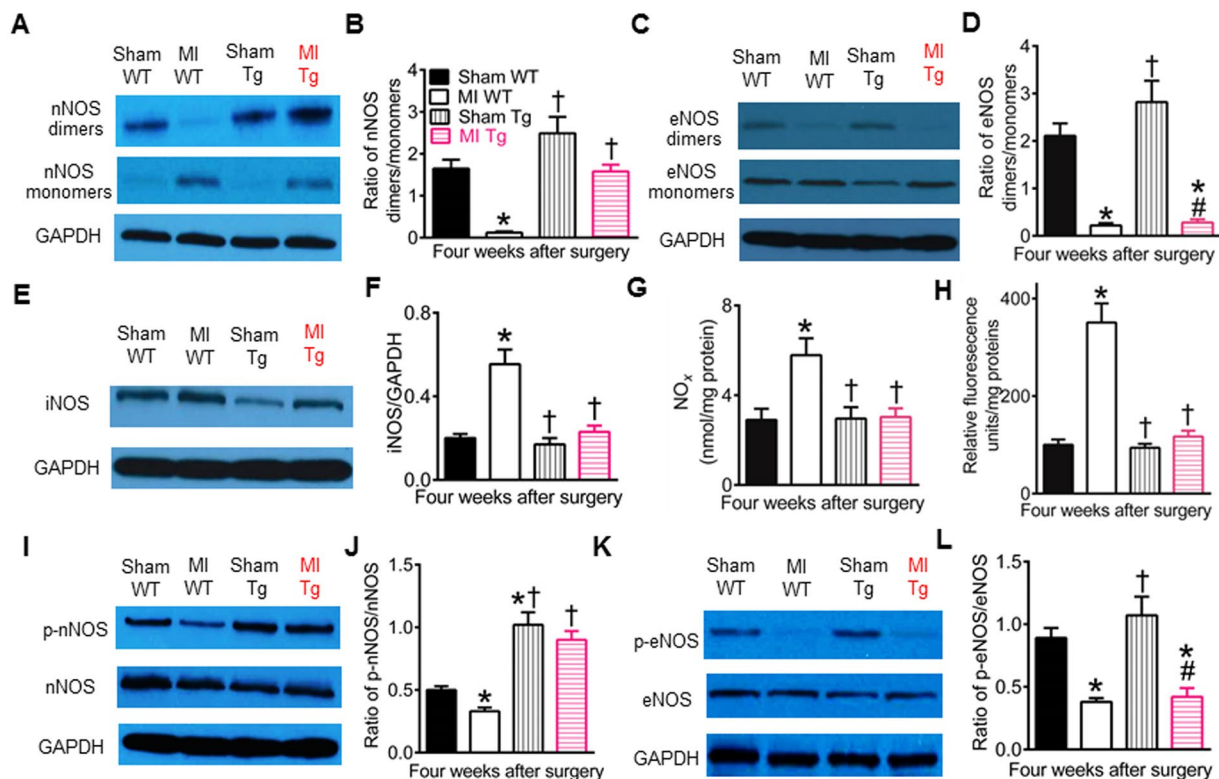 A
Sham
WT
MI
WT
Sham
Tg
MI
Tg
nNOS
dimers
nNOS
monomers
GAPDH
B
Ratio of nNOS
dimers/monomers
4
3
2
1
0
Sham WT
MI WT
Sham Tg
MI Tg
*
†
†
Four weeks after surgery
C
Sham
WT
MI
WT
Sham
Tg
MI
Tg
eNOS
dimers
eNOS
monomers
GAPDH
D
Ratio of eNOS
dimers/monomers
4
2
0
*
†
*
#
Four weeks after surgery
E
Sham
WT
MI
WT
Sham
Tg
MI
Tg
iNOS
GAPDH
F
iNOS/GAPDH
0.8
0.4
0.0
*
†
†
Four weeks after surgery
G
NOx
(nmol/mg protein)
8
4
0
*
†
†
Four weeks after surgery
H
Relative fluoresecence
units/mg proteins
400
200
0
*
†
†
Four weeks after surgery
I
Sham
WT
MI
WT
Sham
Tg
MI
Tg
p-nNOS
nNOS
GAPDH
J
Ratio of p-nNOS/nNOS
1.5
1.0
0.5
0.0
*
*†
†
Four weeks after surgery
K
Sham
WT
MI
WT
Sham
Tg
MI
Tg
p-eNOS
eNOS
GAPDH
L
Ratio of p-eNOS/eNOS
1.5
1.0
0.5
0.0
*
†
*
#
Four weeks after surgery